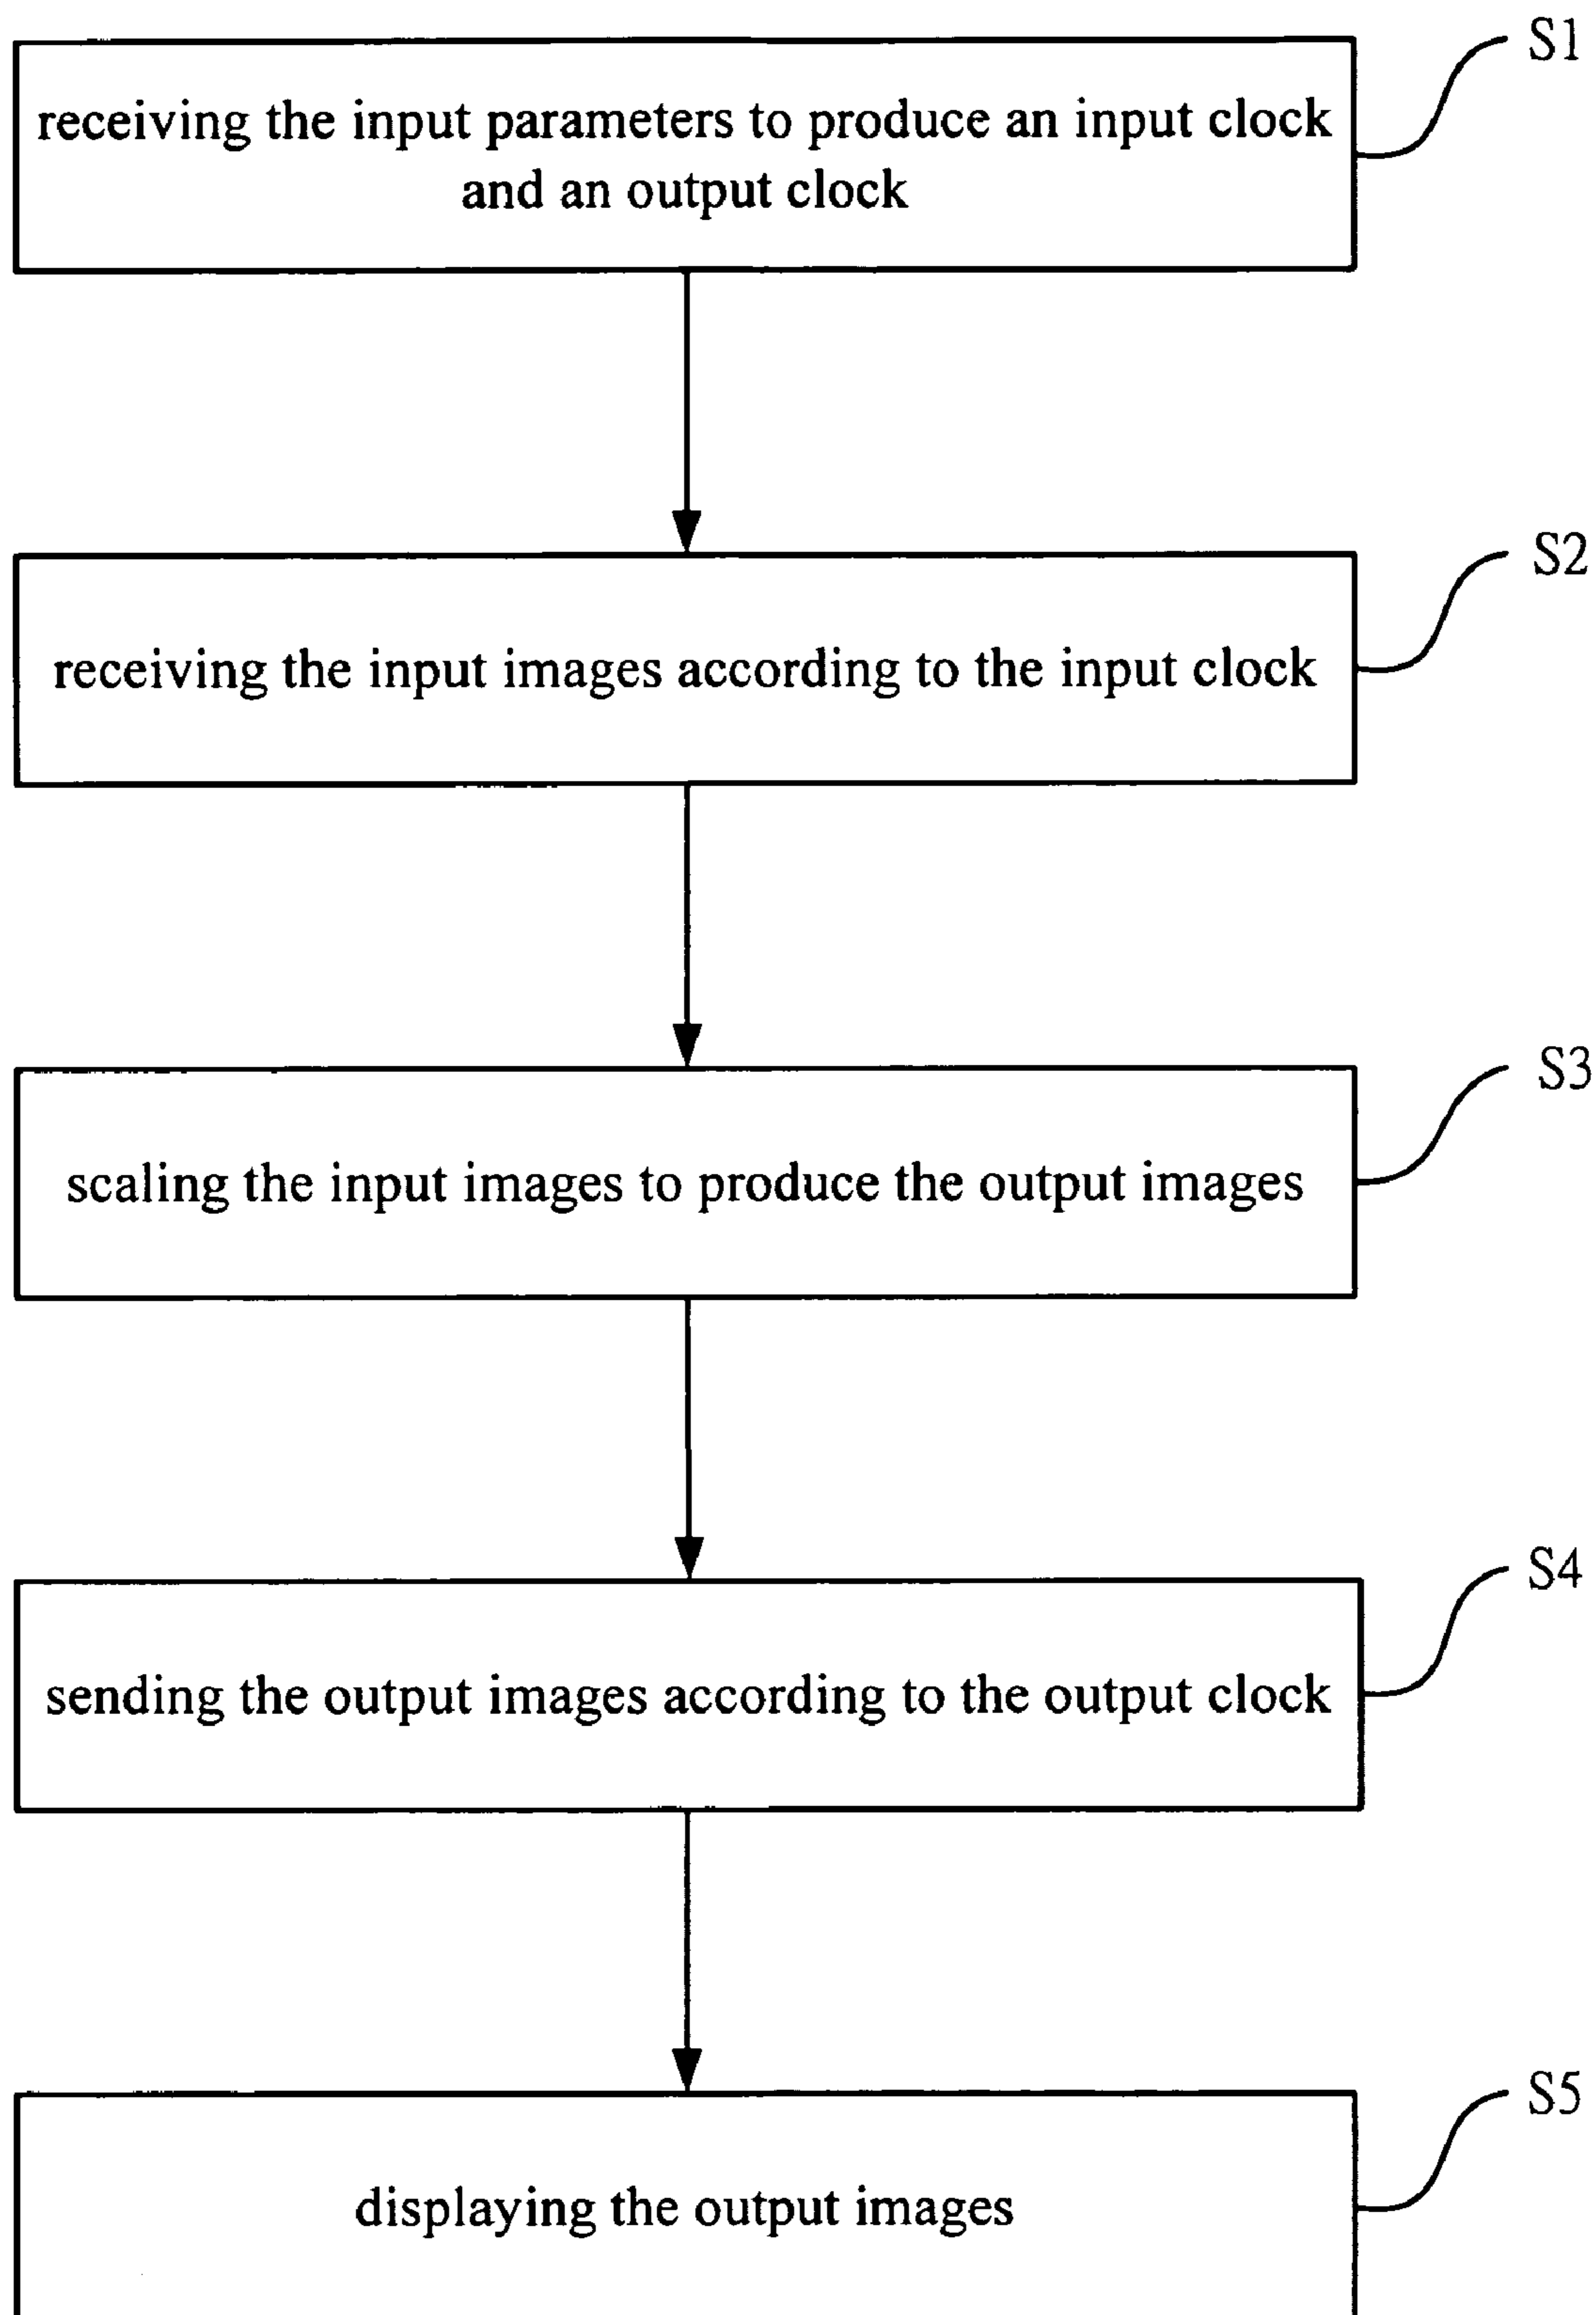 S1
receiving the input parameters to produce an input clock
and an output clock
S2
receiving the input images according to the input clock
S3
scaling the input images to produce the output images
S4
sending the output images according to the output clock
S5
displaying the output images